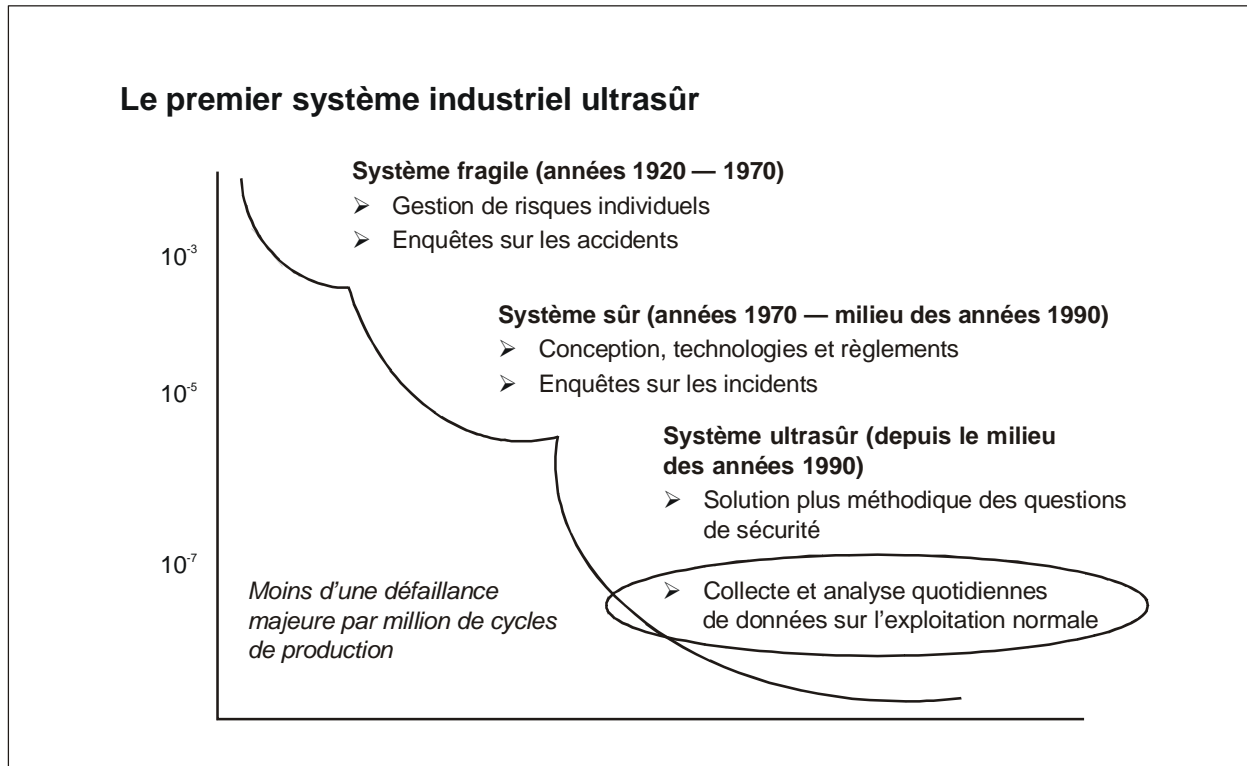 Le premier système industriel ultrasûr
Système fragile (années 1920 — 1970)
➢ Gestion de risques individuels
➢ Enquêtes sur les accidents
10⁻³
Système sûr (années 1970 — milieu des années 1990)
➢ Conception, technologies et règlements
➢ Enquêtes sur les incidents
10⁻⁵
Système ultrasûr (depuis le milieu
des années 1990)
➢ Solution plus méthodique des questions
de sécurité
10⁻⁷
➢ Collecte et analyse quotidiennes
de données sur l’exploitation normale
Moins d’une défaillance
majeure par million de cycles
de production